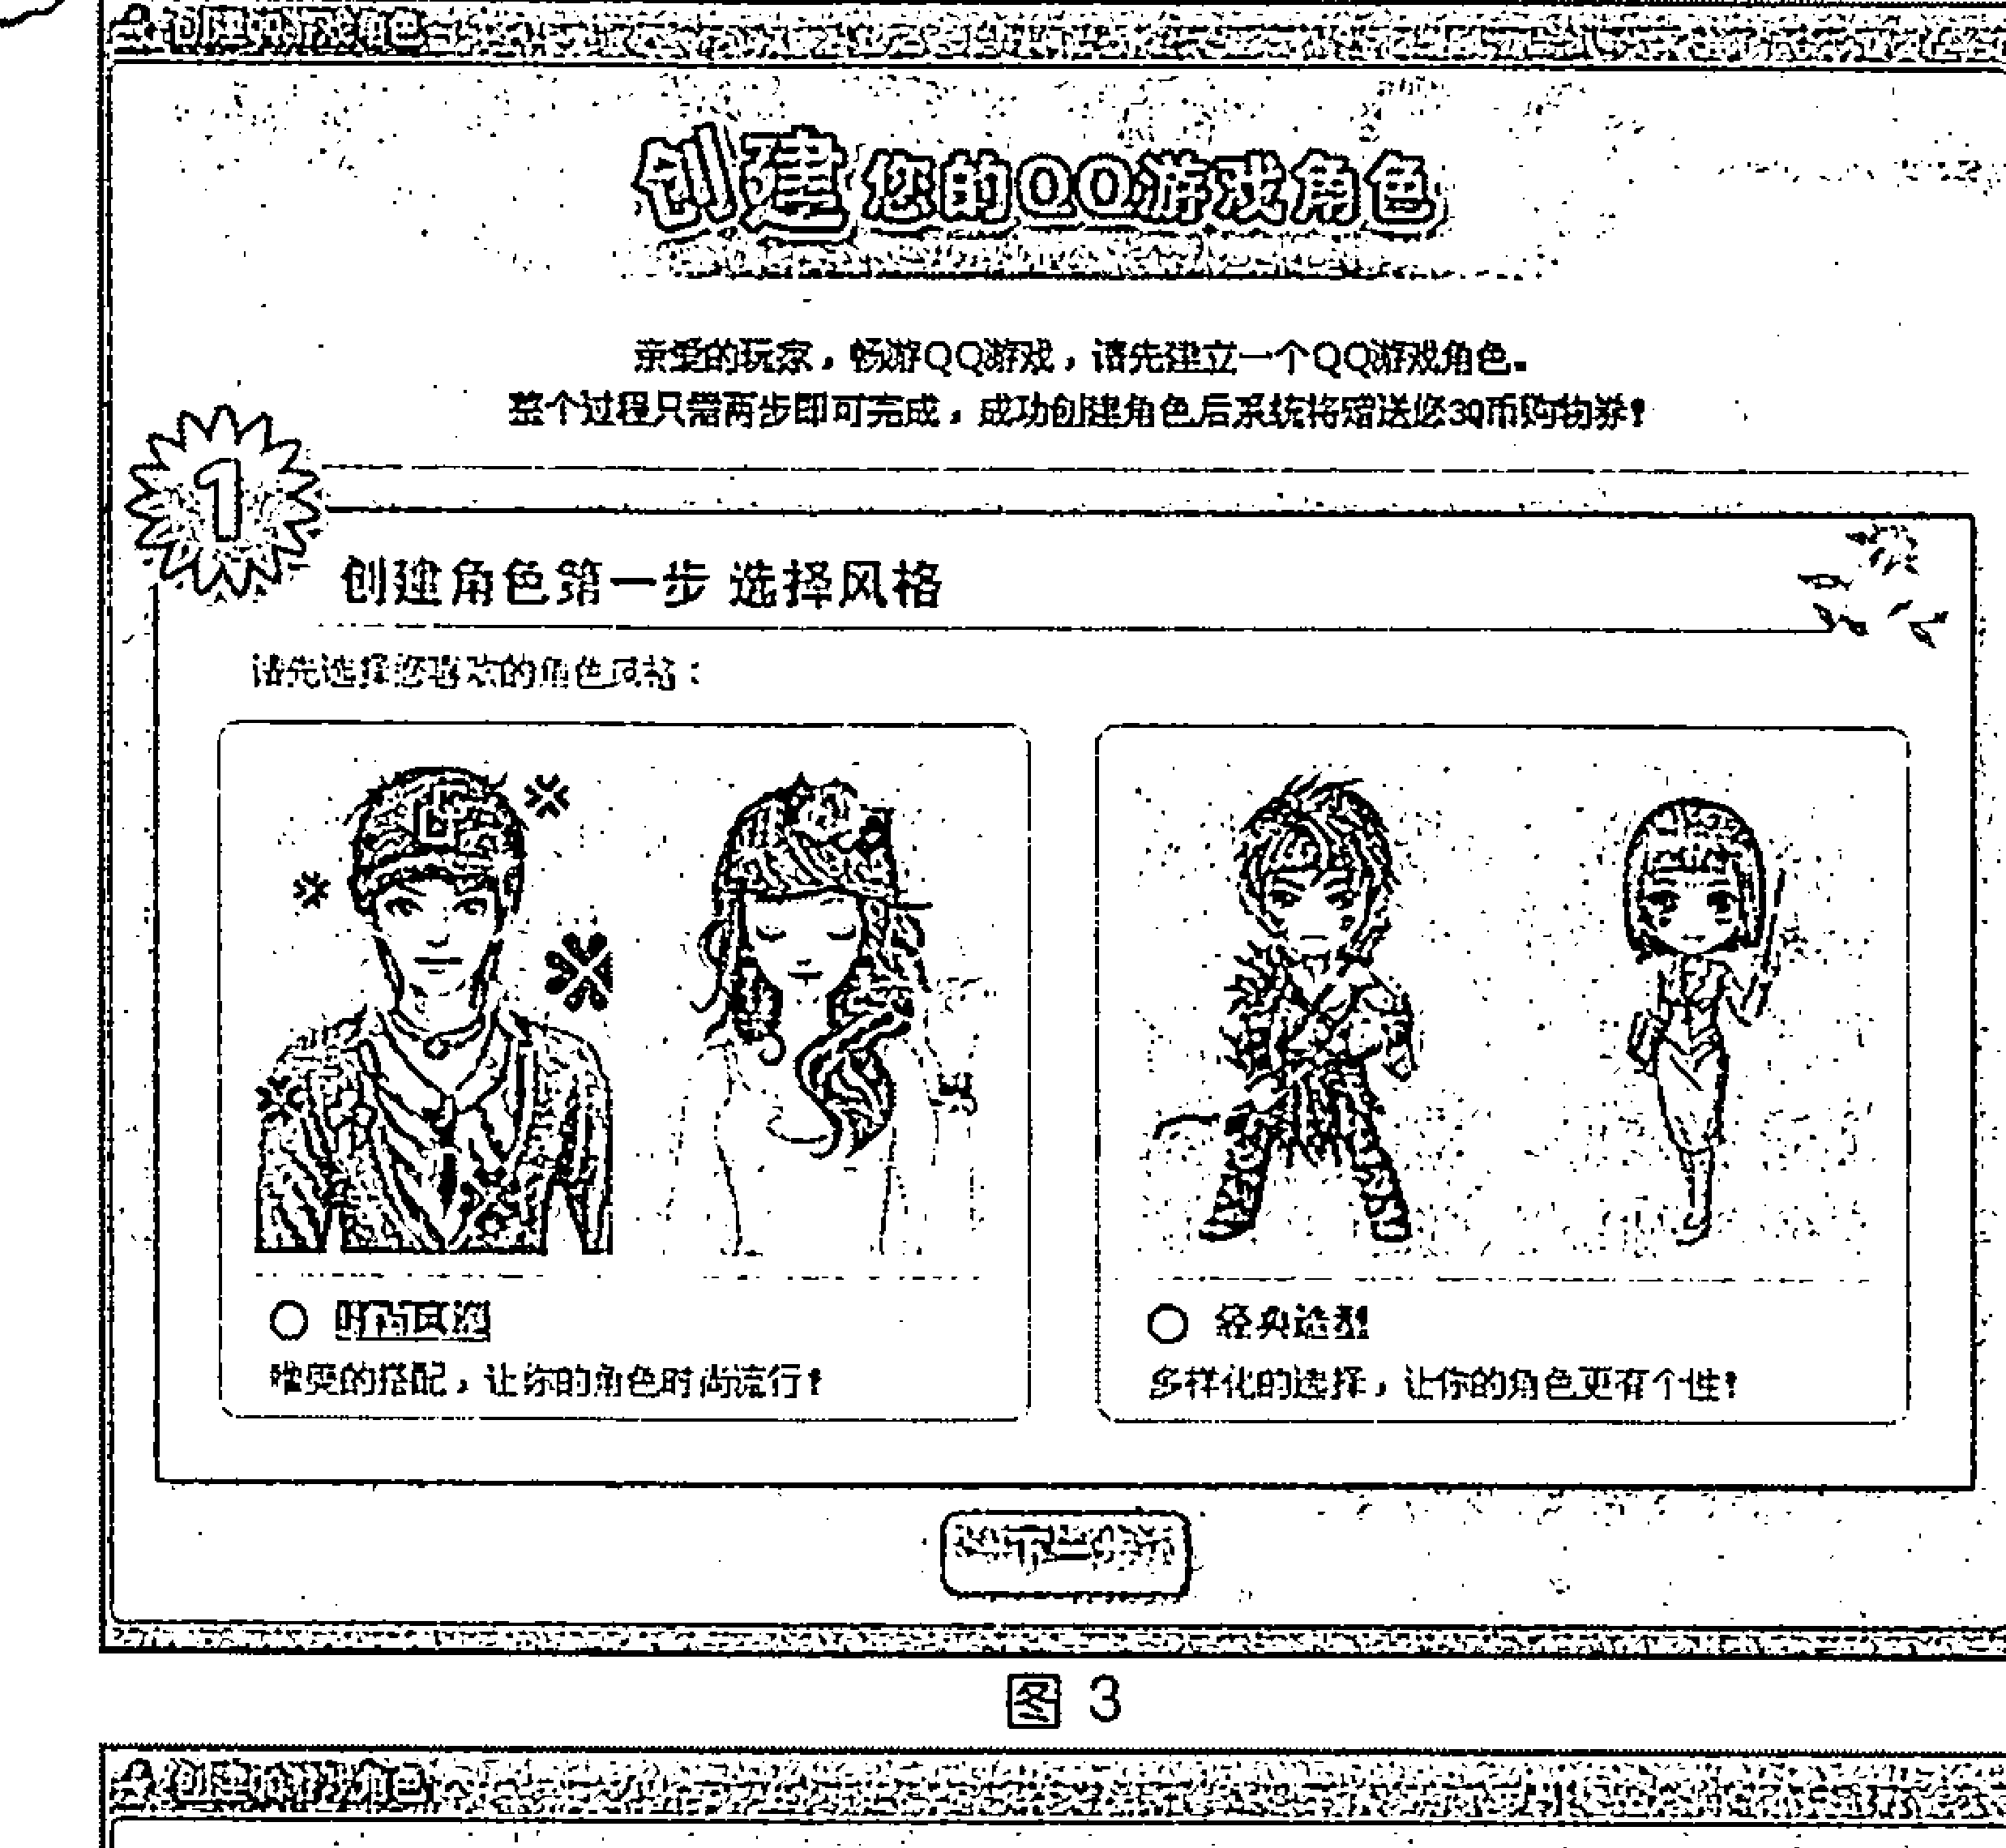 创建您的QQ游戏角色
亲爱的玩家，畅游QQ游戏，请先建立一个QQ游戏角色。
整个过程只需两步即可完成，成功创建角色后系统将赠送您3Q币购物券！
1
创建角色第一步 选择风格
请先选择您喜欢的角色风格：
经典造型
唯美的搭配，让你的角色时尚流行！
多样化的选择，让你的角色更有个性！
图 3